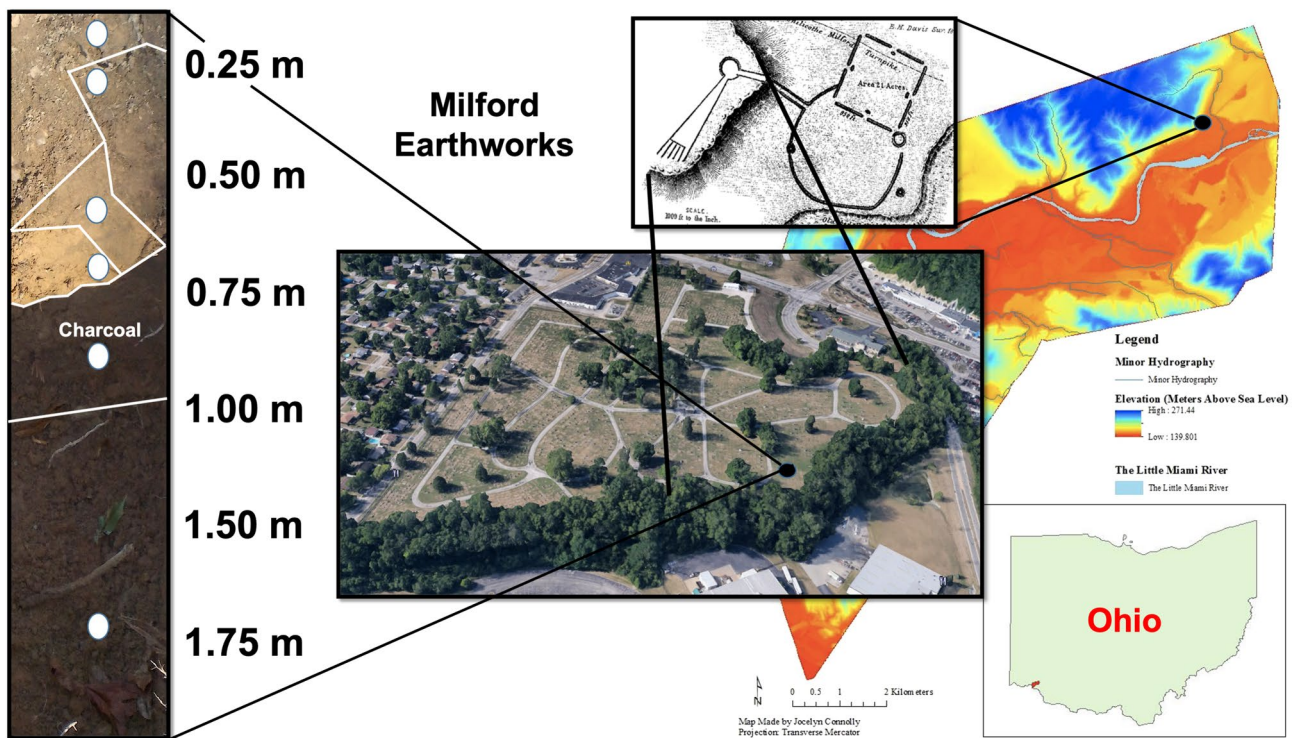 0.25 m
0.50 m
0.75 m
Charcoal
1.00 m
1.50 m
1.75 m
Milford
Earthworks
Milford
Turnpike.
Area 21 Acres.
SCALE.
Legend
Minor Hydrography
Minor Hydrography
Elevation (Meters Above Sea Level)
High : 271.44
Low : 139.801
The Little Miami River
The Little Miami River
N
0 0.5 1 2 Kilometers
Map Made by Jocelyn Connolly
Projection: Transverse Mercator
Ohio